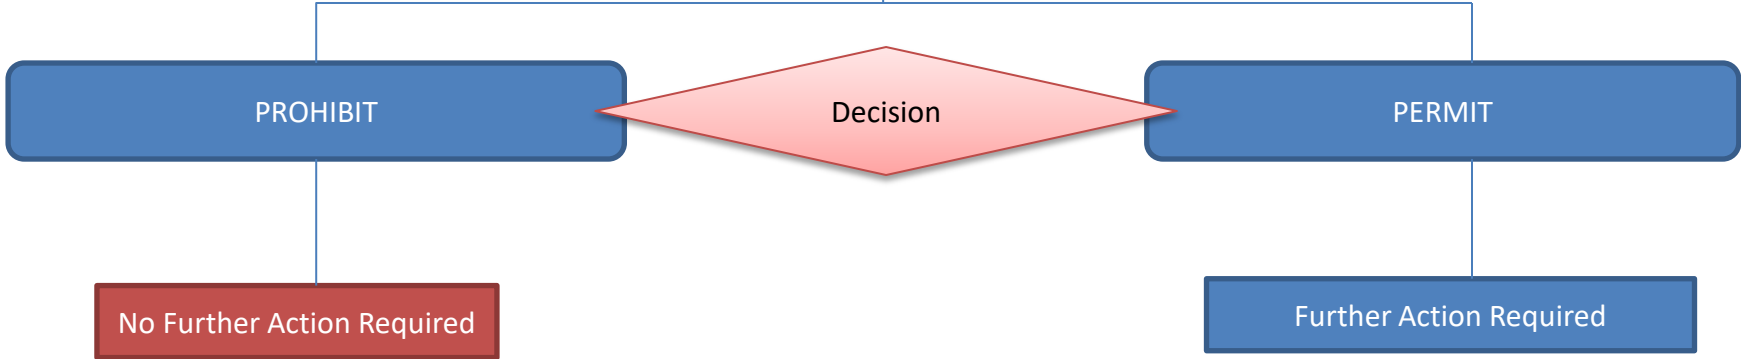 PROHIBIT
Decision
PERMIT
No Further Action Required
Further Action Required